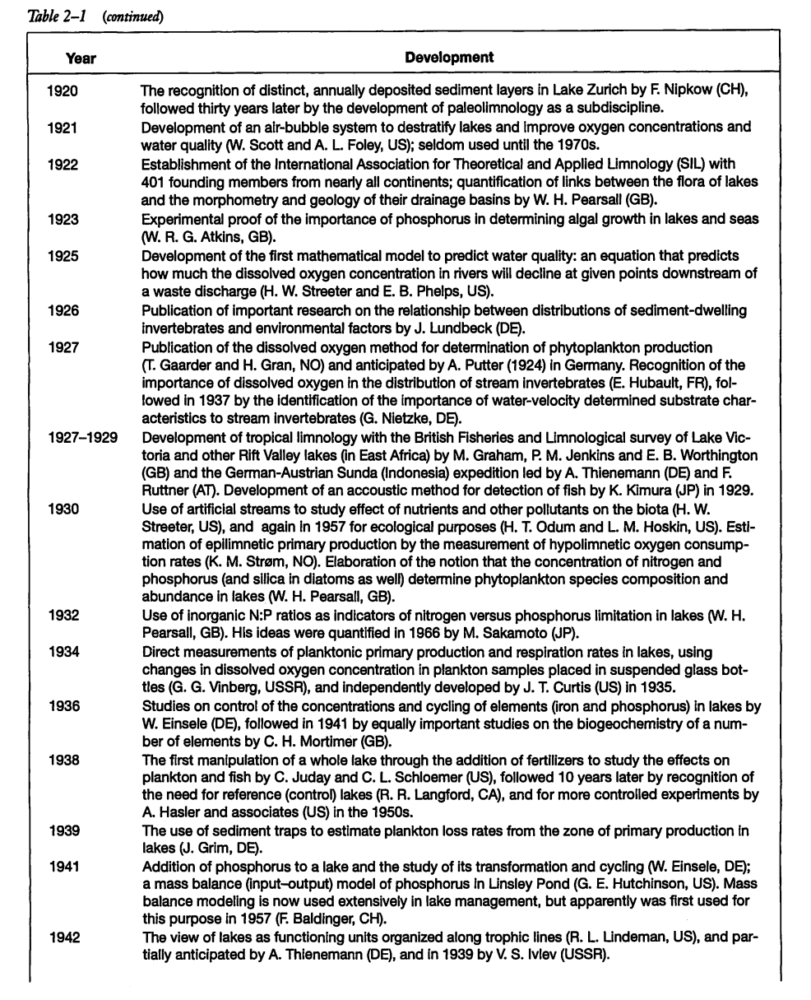 Table 2–1 (continued)
Year Development
1920 The recognition of distinct, annually deposited sediment layers in Lake Zurich by F. Nipkow (CH),
followed thirty years later by the development of paleolimnology as a subdiscipline.
1921 Development of an air-bubble system to destratify lakes and improve oxygen concentrations and
water quality (W. Scott and A. L. Foley, US); seldom used until the 1970s.
1922 Establishment of the International Association for Theoretical and Applied Limnology (SIL) with
401 founding members from nearly all continents; quantification of links between the flora of lakes
and the morphometry and geology of their drainage basins by W. H. Pearsall (GB).
1923 Experimental proof of the importance of phosphorus in determining algal growth in lakes and seas
(W. R. G. Atkins, GB).
1925 Development of the first mathematical model to predict water quality: an equation that predicts
how much the dissolved oxygen concentration in rivers will decline at given points downstream of
a waste discharge (H. W. Streeter and E. B. Phelps, US).
1926 Publication of important research on the relationship between distributions of sediment-dwelling
invertebrates and environmental factors by J. Lundbeck (DE).
1927 Publication of the dissolved oxygen method for determination of phytoplankton production
(T. Gaarder and H. Gran, NO) and anticipated by A. Putter (1924) in Germany. Recognition of the
importance of dissolved oxygen in the distribution of stream invertebrates (E. Hubault, FR), fol-
lowed in 1937 by the identification of the importance of water-velocity determined substrate char-
acteristics to stream invertebrates (G. Nietzke, DE).
1927–1929 Development of tropical limnology with the British Fisheries and Limnological survey of Lake Vic-
toria and other Rift Valley lakes (in East Africa) by M. Graham, P. M. Jenkins and E. B. Worthington
(GB) and the German-Austrian Sunda (Indonesia) expedition led by A. Thienemann (DE) and F.
Ruttner (AT). Development of an accoustic method for detection of fish by K. Kimura (JP) in 1929.
1930 Use of artificial streams to study effect of nutrients and other pollutants on the biota (H. W.
Streeter, US), and again in 1957 for ecological purposes (H. T. Odum and L. M. Hoskin, US). Esti-
mation of epilimnetic primary production by the measurement of hypolimnetic oxygen consump-
tion rates (K. M. Strøm, NO). Elaboration of the notion that the concentration of nitrogen and
phosphorus (and silica in diatoms as well) determine phytoplankton species composition and
abundance in lakes (W. H. Pearsall, GB).
1932 Use of inorganic N:P ratios as indicators of nitrogen versus phosphorus limitation in lakes (W. H.
Pearsall, GB). His ideas were quantified in 1966 by M. Sakamoto (JP).
1934 Direct measurements of planktonic primary production and respiration rates in lakes, using
changes in dissolved oxygen concentration in plankton samples placed in suspended glass bot-
tles (G. G. Vinberg, USSR), and independently developed by J. T. Curtis (US) in 1935.
1936 Studies on control of the concentrations and cycling of elements (iron and phosphorus) in lakes by
W. Einsele (DE), followed in 1941 by equally important studies on the biogeochemistry of a num-
ber of elements by C. H. Mortimer (GB).
1938 The first manipulation of a whole lake through the addition of fertilizers to study the effects on
plankton and fish by C. Juday and C. L. Schloemer (US), followed 10 years later by recognition of
the need for reference (control) lakes (R. R. Langford, CA), and for more controlled experiments by
A. Hasler and associates (US) in the 1950s.
1939 The use of sediment traps to estimate plankton loss rates from the zone of primary production in
lakes (J. Grim, DE).
1941 Addition of phosphorus to a lake and the study of its transformation and cycling (W. Einsele, DE);
a mass balance (input–output) model of phosphorus in Linsley Pond (G. E. Hutchinson, US). Mass
balance modeling is now used extensively in lake management, but apparently was first used for
this purpose in 1957 (F. Baldinger, CH).
1942 The view of lakes as functioning units organized along trophic lines (R. L. Lindeman, US), and par-
tially anticipated by A. Thienemann (DE), and in 1939 by V. S. Ivlev (USSR).